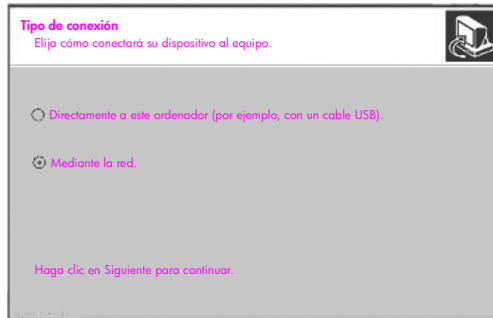 Tipo de conexión
Elija cómo conectará su dispositivo al equipo.
Directamente a este ordenador (por ejemplo, con un cable USB).
Mediante la red.
Haga clic en Siguiente para continuar.